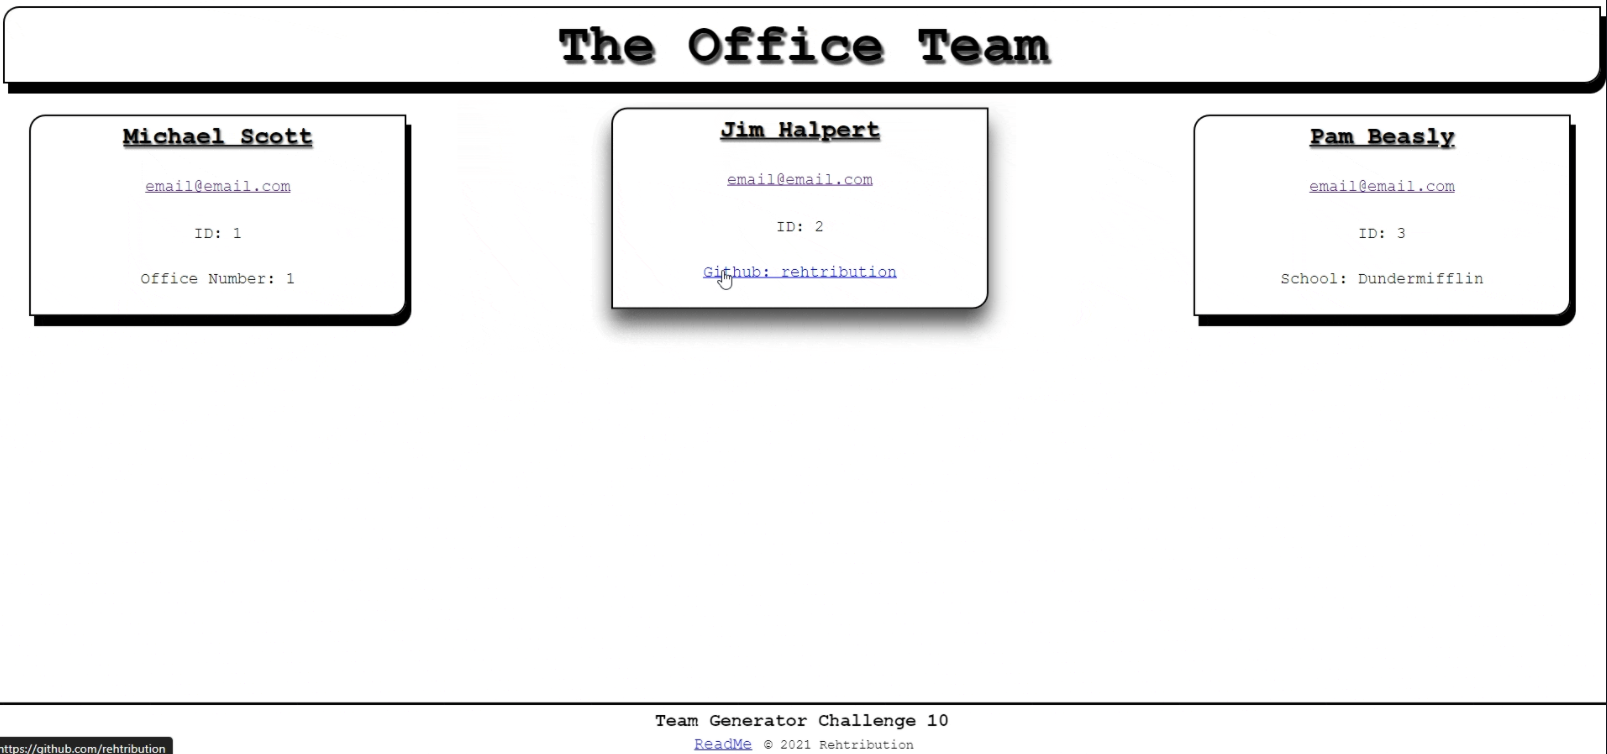 The Office Team
Michael Scott
email@email.com
ID: 1
Office Number: 1
Jim Halpert
email@email.com
ID: 2
Github: rehtribution
Pam Beasly
email@email.com
ID: 3
School: Dundermifflin
Team Generator Challenge 10
ReadMe © 2021 Rehtribution
https://github.com/rehtribution